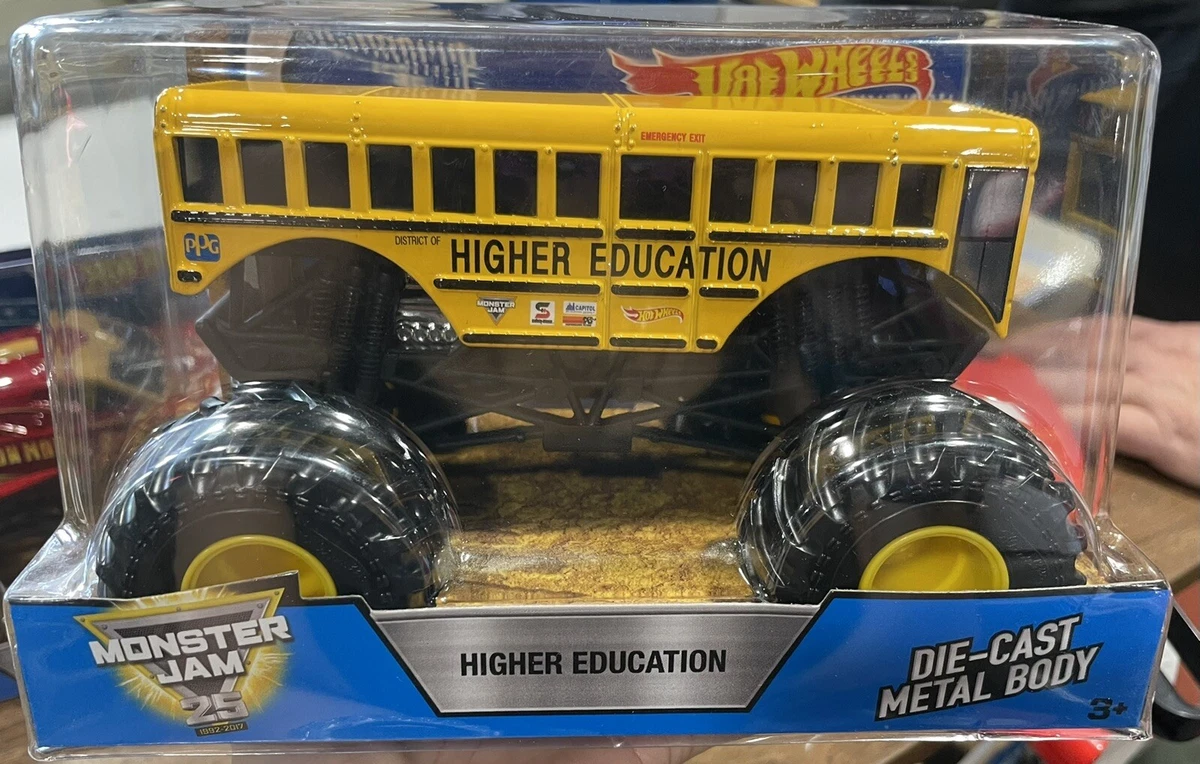 HOT WHEELS
EMERGENCY EXIT
PPG
DISTRICT OF
HIGHER EDUCATION
MONSTER
JAM
CAPITOL
HOT WHEELS
MONSTER
JAM
25
1992-2017
HIGHER EDUCATION
DIE-CAST
METAL BODY
3+